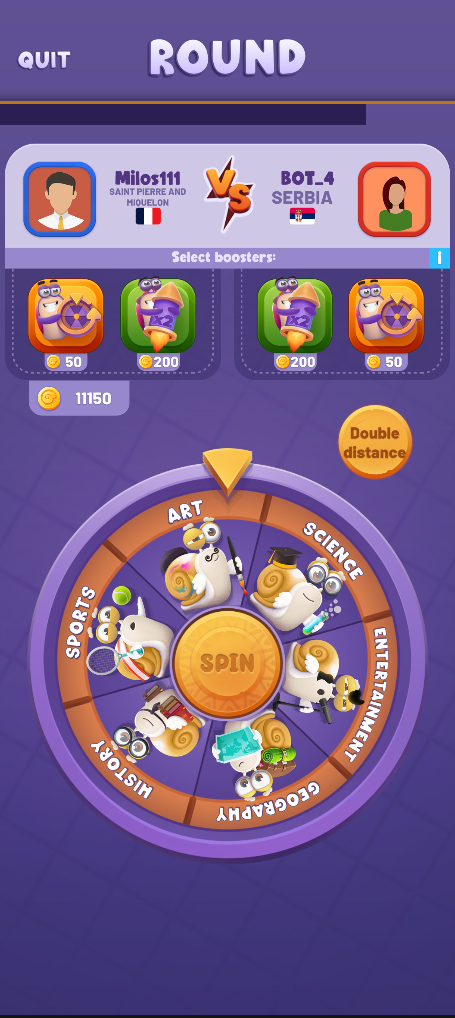 QUIT
ROUND
Milos111
SAINT PIERRE AND
MIQUELON
VS
BOT_4
SERBIA
Select boosters:
i
50
200
200
50
11150
Double
distance
ART
SCIENCE
ENTERTAINMENT
GEOGRAPHY
HISTORY
SPORTS
SPIN